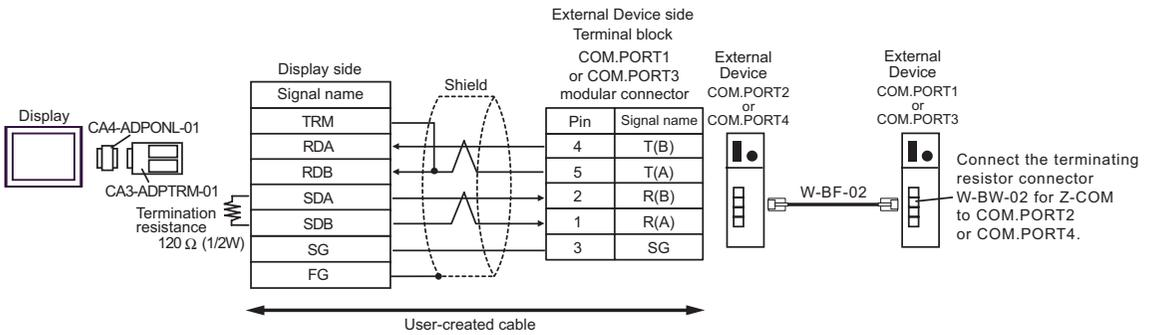 Display
CA4-ADPONL-01
CA3-ADPTRM-01
Termination
resistance
120 Ω (1/2W)
Display side
Signal name
TRM
RDA
RDB
SDA
SDB
SG
FG
Shield
User-created cable
External Device side
Terminal block
COM.PORT1
or COM.PORT3
modular connector
Pin Signal name
4 T(B)
5 T(A)
2 R(B)
1 R(A)
3 SG
External
Device
COM.PORT2
or
COM.PORT4
W-BF-02
External
Device
COM.PORT1
or
COM.PORT3
Connect the terminating
resistor connector
W-BW-02 for Z-COM
to COM.PORT2
or COM.PORT4.